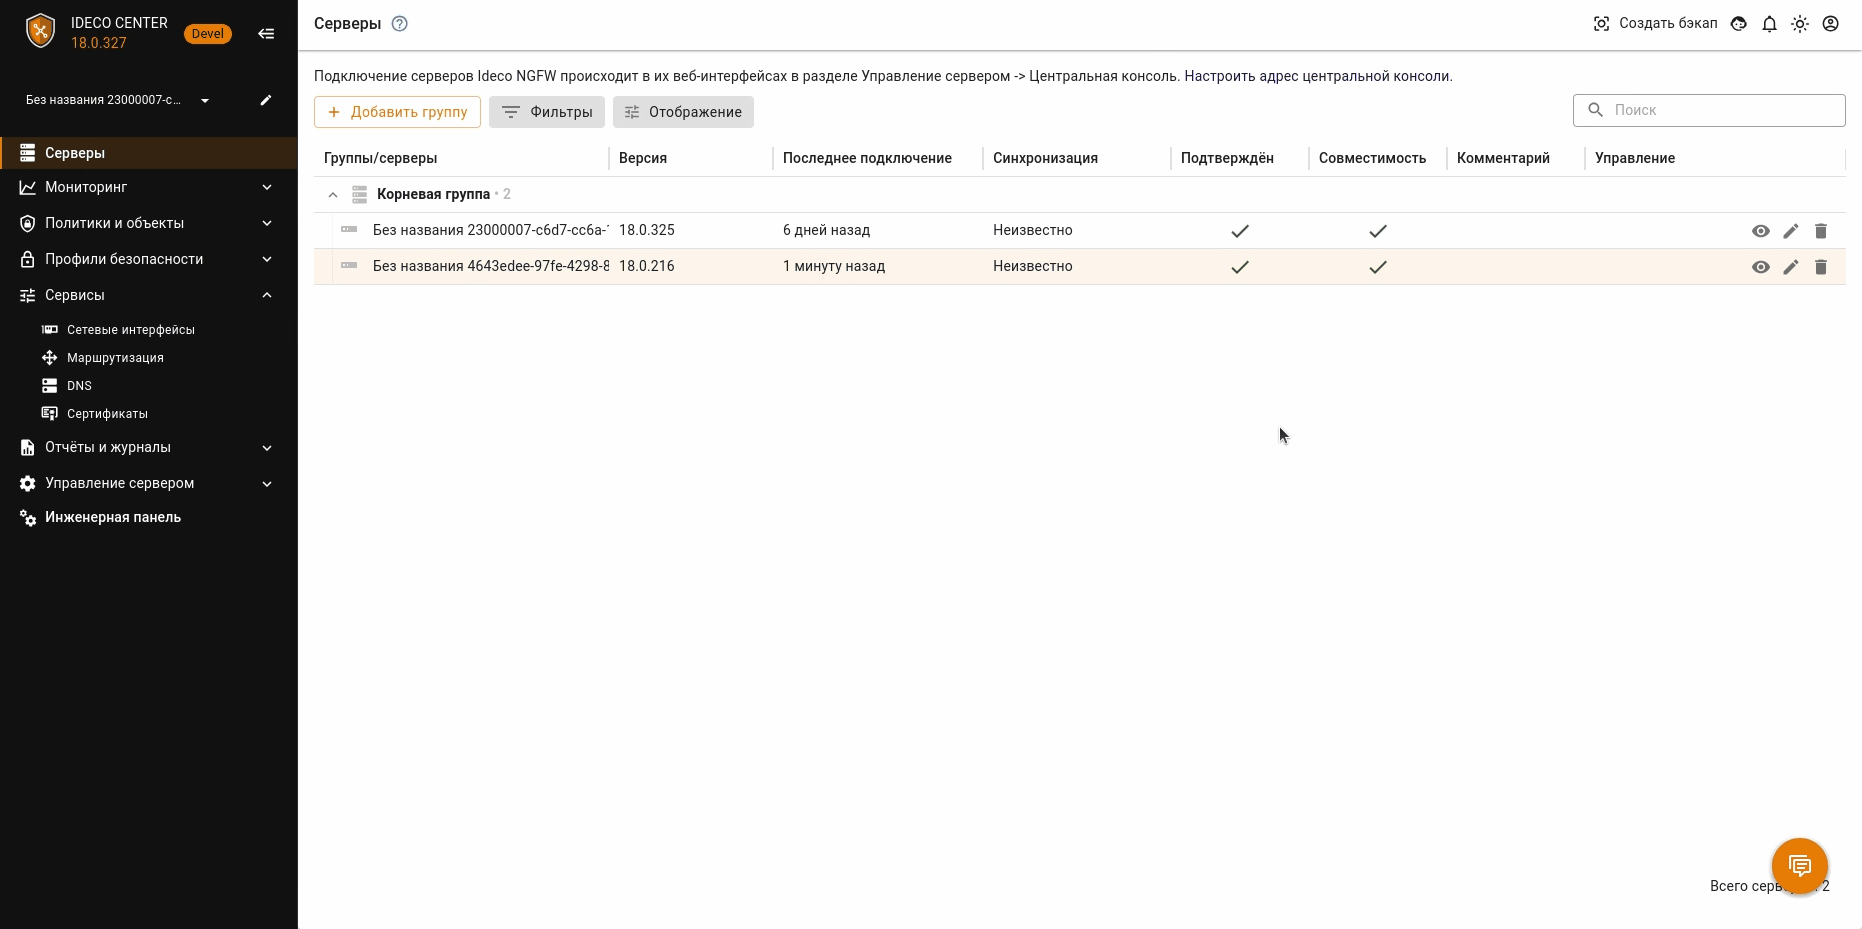 IDECO CENTER
18.0.327
Devel
Без названия 23000007-c...
Серверы
Мониторинг
Политики и объекты
Профили безопасности
Сервисы
Сетевые интерфейсы
Маршрутизация
DNS
Сертификаты
Отчёты и журналы
Управление сервером
Инженерная панель
Серверы
Создать бэкап
Подключение серверов Ideco NGFW происходит в их веб-интерфейсах в разделе Управление сервером -> Центральная консоль. Настроить адрес центральной консоли.
+ Добавить группу Фильтры Отображение Поиск
Группы/серверы Версия Последнее подключение Синхронизация Подтверждён Совместимость Комментарий Управление
Корневая группа • 2
Без названия 23000007-c6d7-cc6a- 18.0.325 6 дней назад Неизвестно
Без названия 4643edee-97fe-4298-8 18.0.216 1 минуту назад Неизвестно
Всего 2